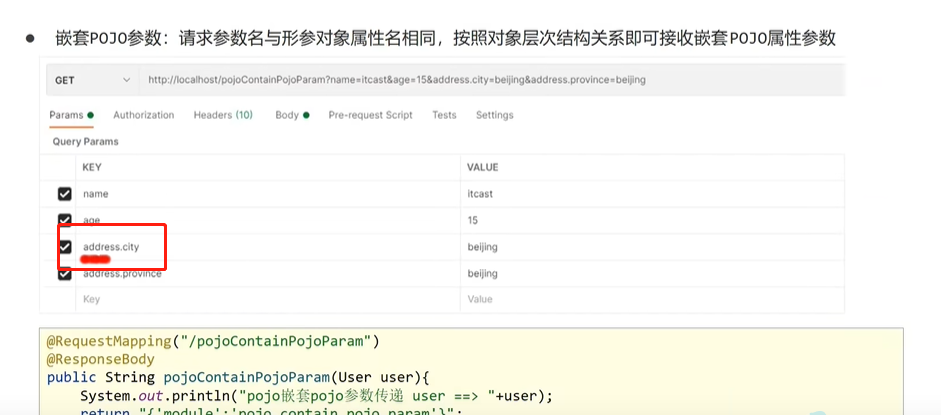 ● 嵌套POJO参数：请求参数名与形参对象属性名相同，按照对象层次结构关系即可接收嵌套POJO属性参数
GET http://localhost/pojoContainPojoParam?name=itcast&age=15&address.city=beijing&address.province=beijing
Params Authorization Headers (10) Body Pre-request Script Tests Settings
Query Params
KEY VALUE
name itcast
age 15
address.city beijing
address.province beijing
Key Value
@RequestMapping("/pojoContainPojoParam")
@ResponseBody
public String pojoContainPojoParam(User user){
System.out.println("pojo嵌套pojo参数传递 user ==> "+user);
return "{'module':'pojo contain pojo param'}";